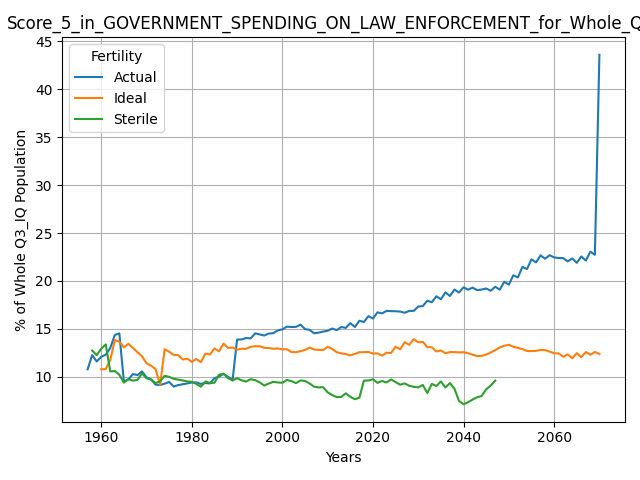 Score_5_in_GOVERNMENT_SPENDING_ON_LAW_ENFORCEMENT_for_Whole_Q
45
40
35
30
25
20
15
10
% of Whole Q3_IQ Population
Fertility
Actual
Ideal
Sterile
1960 1980 2000 2020 2040 2060
Years